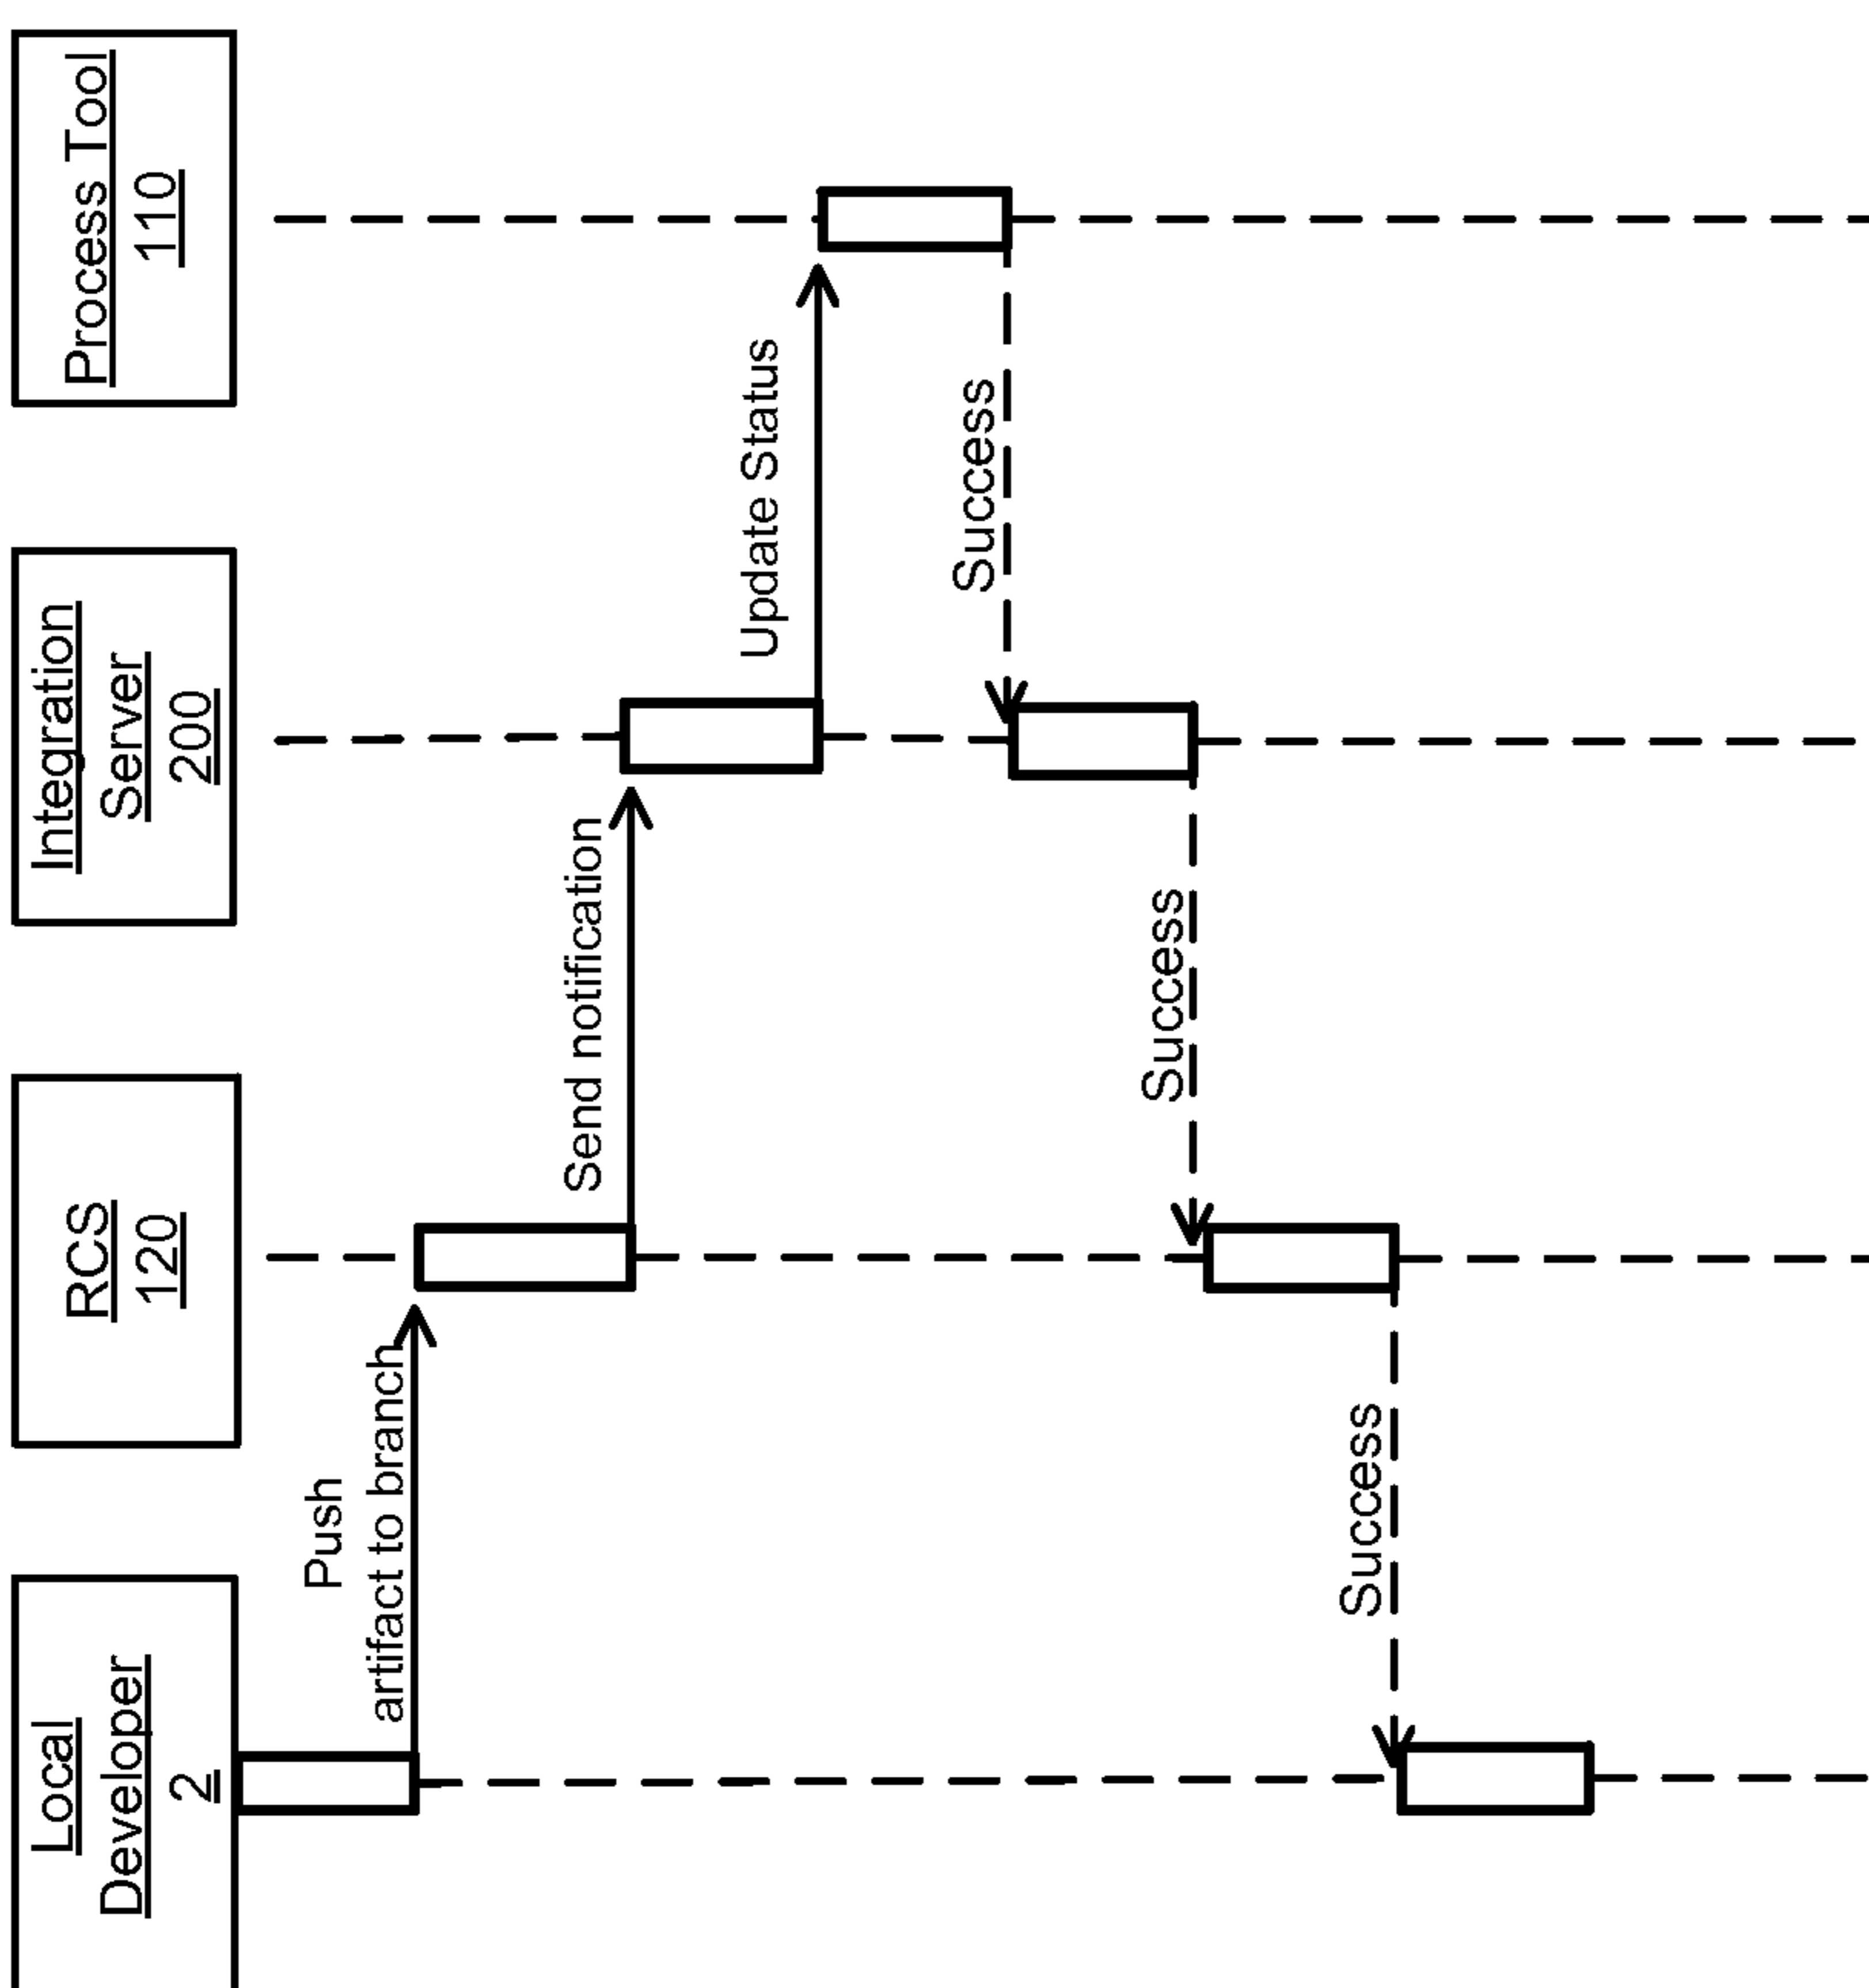 Local
Developer
2
RCS
120
Integration
Server
200
Process Tool
110
Push
artifact to branch
Send notification
Update Status
Success
Success
Success